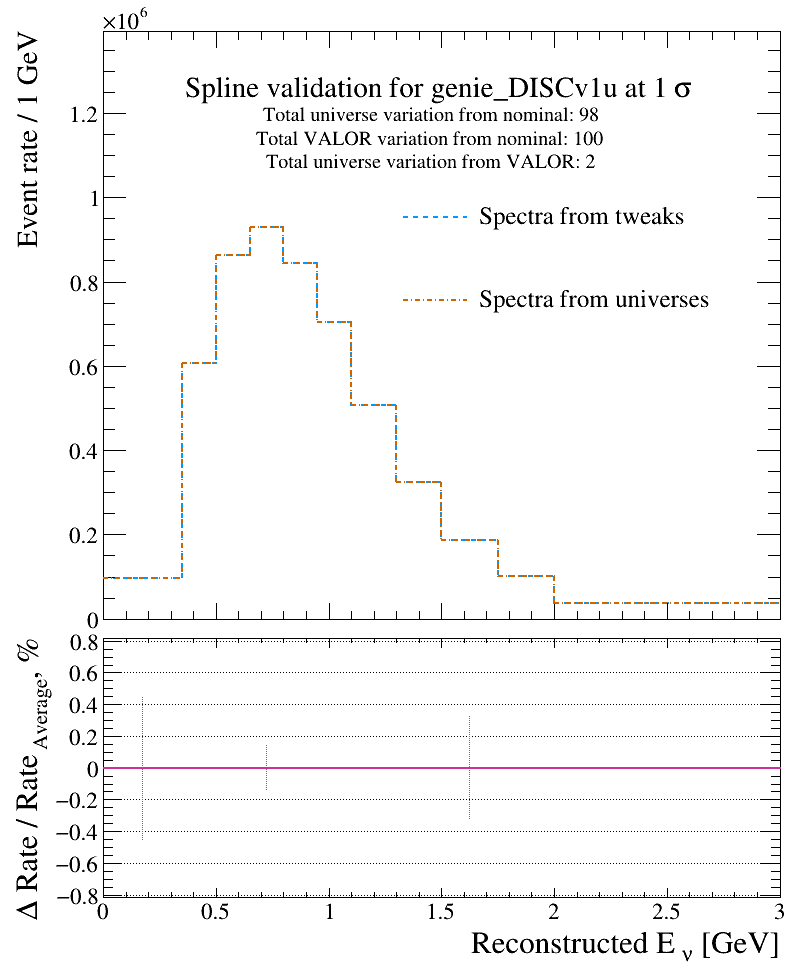 ×10⁶
Event rate / 1 GeV
Spline validation for genie_DISCv1u at 1 σ
Total universe variation from nominal: 98
Total VALOR variation from nominal: 100
Total universe variation from VALOR: 2
Spectra from tweaks
Spectra from universes
1.2
1
0.8
0.6
0.4
0.2
0
Δ Rate / Rate Average, %
0.8
0.6
0.4
0.2
0
−0.2
−0.4
−0.6
−0.8
0 0.5 1 1.5 2 2.5 3
Reconstructed E ν [GeV]